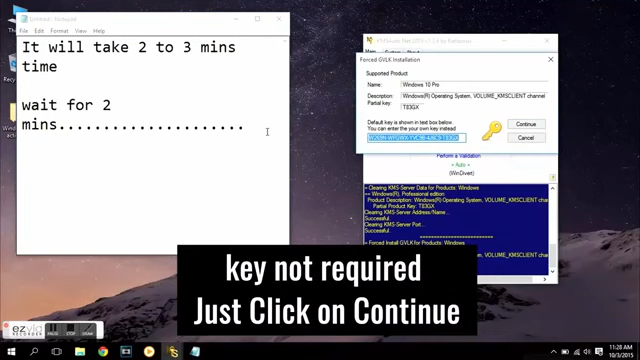 Untitled - Notepad
File Edit Format View Help
It will take 2 to 3 mins
time
wait for 2
mins.....................
Main
Forced GVLK Installation
Supported Product
Name: Windows 10 Pro
Description: Windows(R) Operating System, VOLUME_KMSCLIENT channel
Partial key: T83GX
Default key is shown in text box below
You can enter the your own key instead
Continue
Cancel
Perform a Validation
- Auto -
(WinDivert)
= Clearing KMS-Server Data for Products: Windows
== Windows(R), Professional edition
Product Description: Windows(R) Operating System, VOLUME_KMSCLIENT
Partial Product Key: T83GX
Clearing KMS-Server Address/Name...
Successful
Clearing KMS-Server Port...
Successful
= Forced Install GVLK for Products: Windows
key not required
Just Click on Continue
ezvid
RECORDER
PAUSE
STOP
DRAW
11:28 AM
10/3/2015